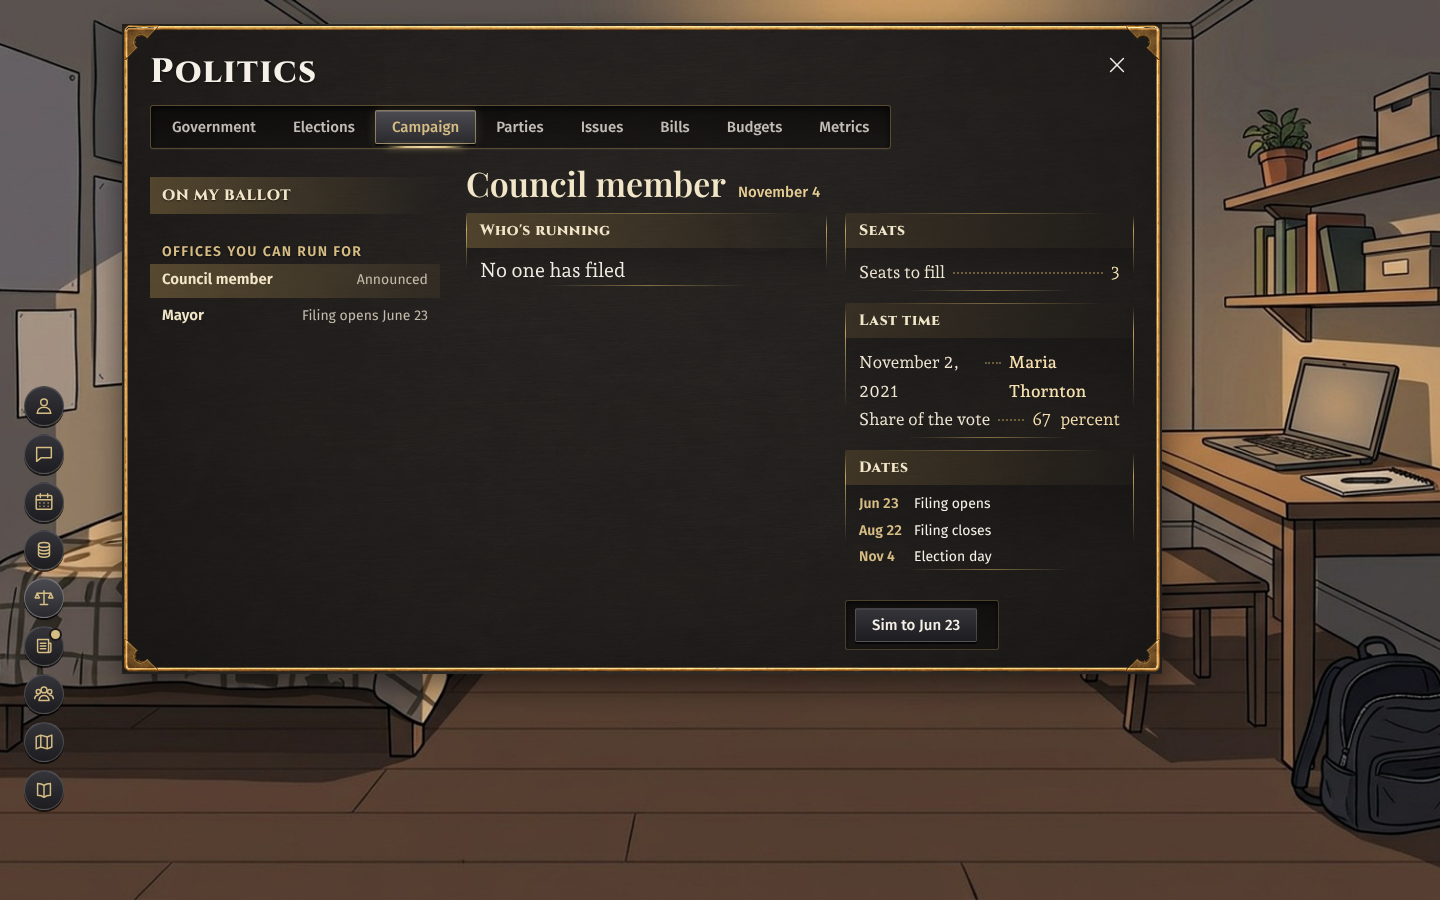 Politics
Government Elections Campaign Parties Issues Bills Budgets Metrics
On my ballot
OFFICES YOU CAN RUN FOR
Council member Announced
Mayor Filing opens June 23
Council member November 4
Who's running
No one has filed
Seats
Seats to fill 3
Last time
November 2, 2021 Maria Thornton
Share of the vote 67 percent
Dates
Jun 23 Filing opens
Aug 22 Filing closes
Nov 4 Election day
Sim to Jun 23